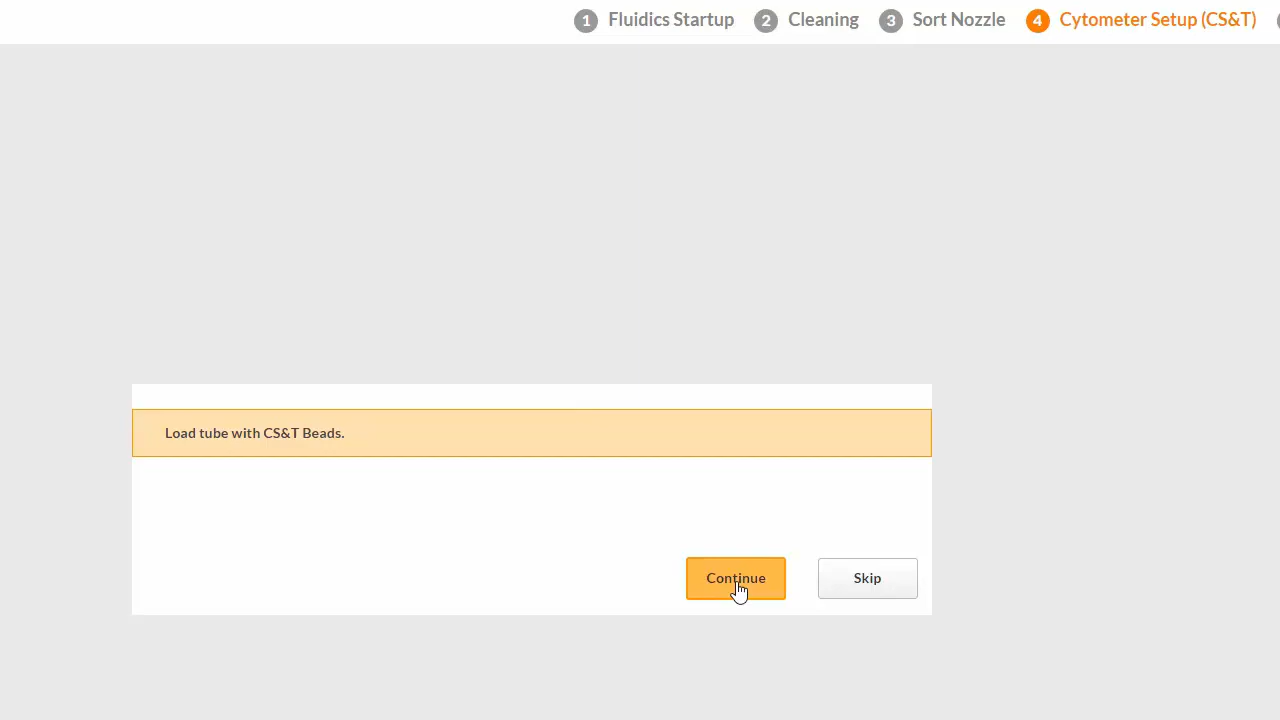 1 Fluidics Startup 2 Cleaning 3 Sort Nozzle 4 Cytometer Setup (CS&T)
Load tube with CS&T Beads.
Continue Skip